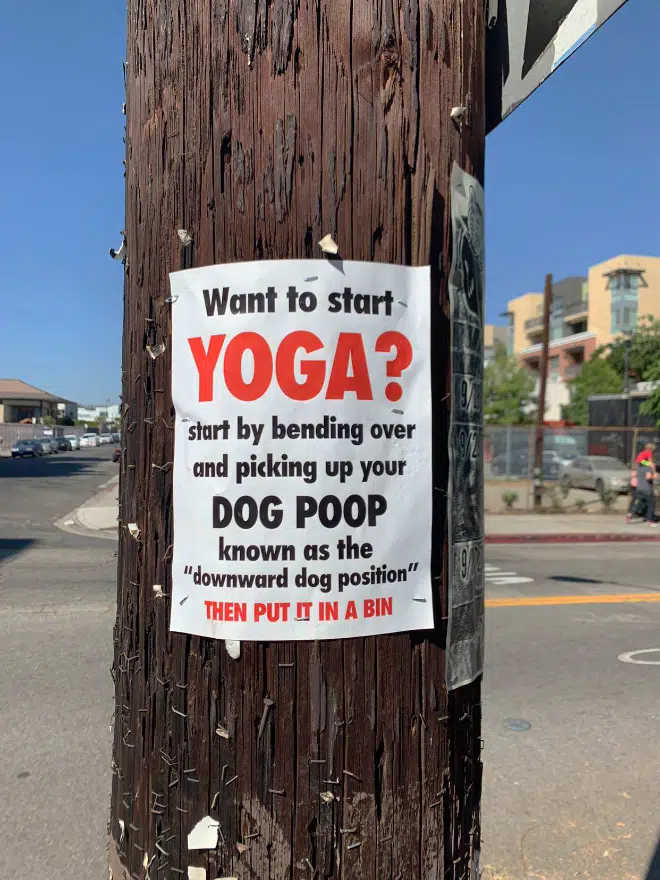 Want to start
YOGA?
start by bending over
and picking up your
DOG POOP
known as the
"downward dog position"
THEN PUT IT IN A BIN